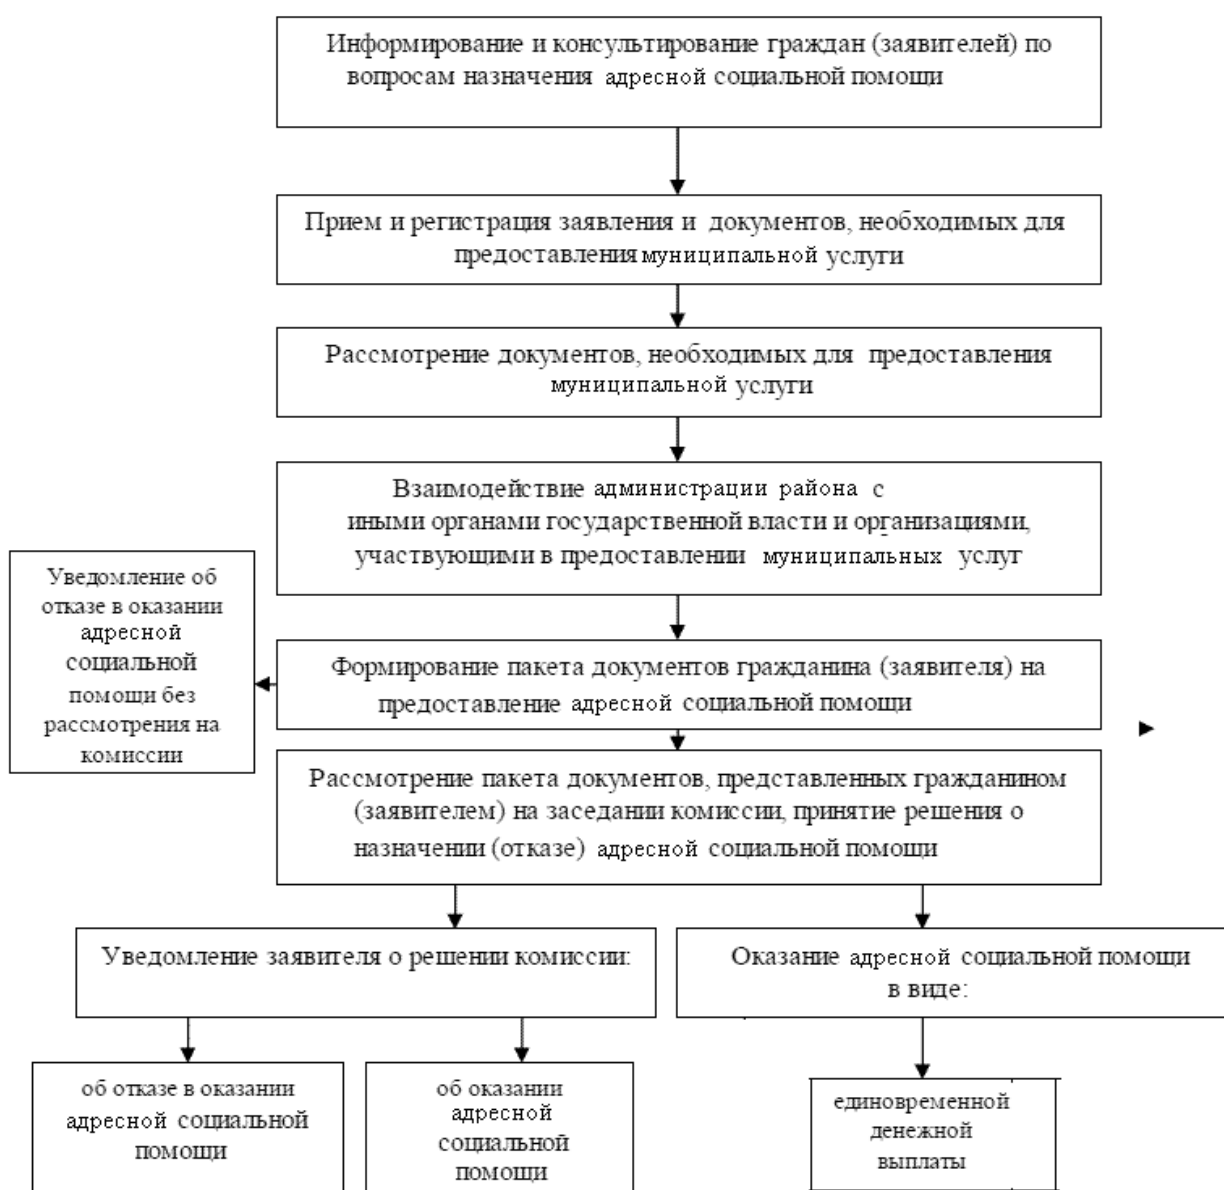 Информирование и консультирование граждан (заявителей) по
вопросам назначения адресной социальной помощи
Прием и регистрация заявления и документов, необходимых для
предоставления муниципальной услуги
Рассмотрение документов, необходимых для предоставления
муниципальной услуги
Взаимодействие администрации района с
иными органами государственной власти и организациями,
участвующими в предоставлении муниципальных услуг
Уведомление об
отказе в оказании
адресной
социальной
помощи без
рассмотрения на
комиссии
Формирование пакета документов гражданина (заявителя) на
предоставление адресной социальной помощи
Рассмотрение пакета документов, представленных гражданином
(заявителем) на заседании комиссии, принятие решения о
назначении (отказе) адресной социальной помощи
Уведомление заявителя о решении комиссии:
Оказание адресной социальной помощи
в виде:
об отказе в оказании
адресной социальной
помощи
об оказании
адресной
социальной
помощи
единовременной
денежной
выплаты